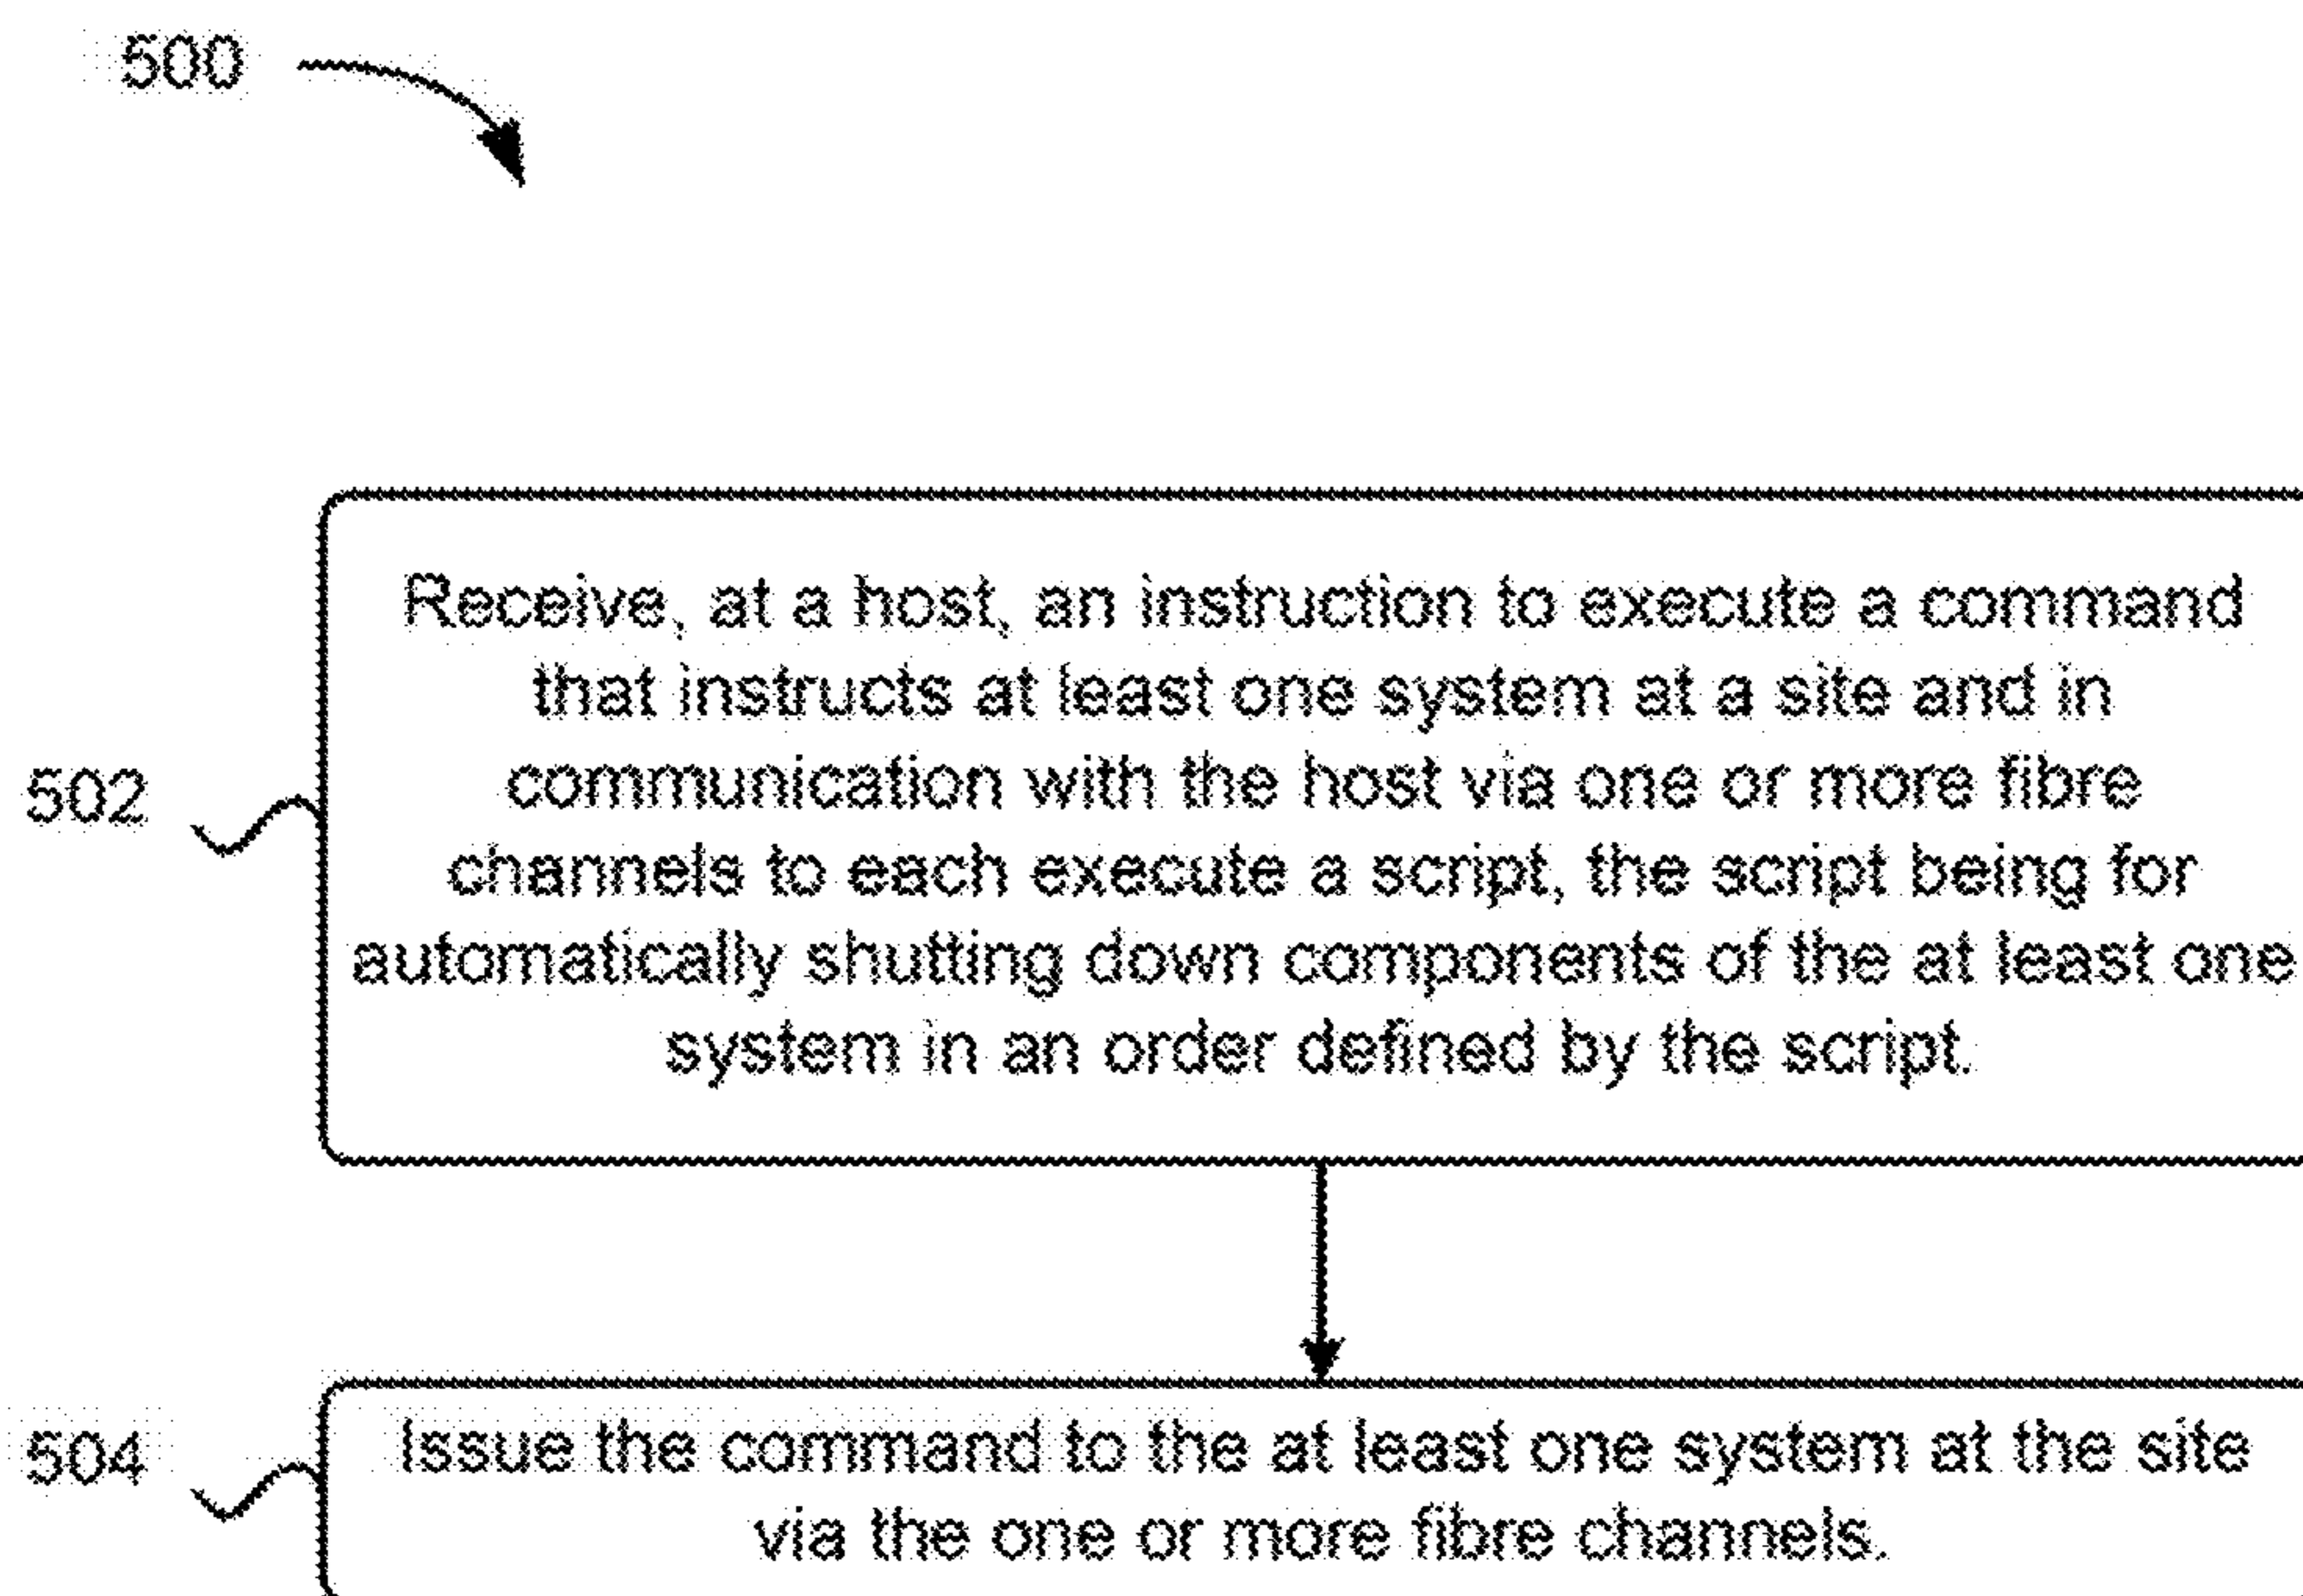 500
Receive, at a host, an instruction to execute a command
that instructs at least one system at a site and in
communication with the host via one or more fibre
channels to each execute a script, the script being for
automatically shutting down components of the at least one
system in an order defined by the script.
502
Issue the command to the at least one system at the site
via the one or more fibre channels.
504